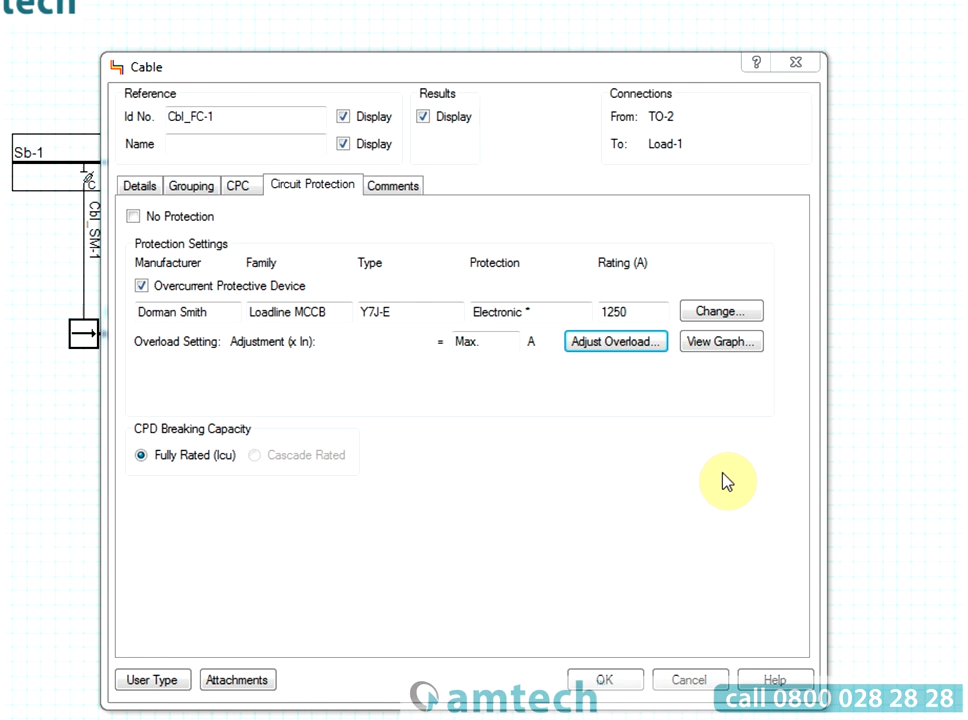 tech
Cable
Reference
Results
Connections
Id No. Cbl_FC-1 Display Display From: TO-2
Name Display To: Load-1
Sb-1
C
Cbl_SM-1
Details Grouping CPC Circuit Protection Comments
No Protection
Protection Settings
Manufacturer Family Type Protection Rating (A)
Overcurrent Protective Device
Dorman Smith Loadline MCCB Y7J-E Electronic * 1250 Change...
Overload Setting: Adjustment (x In): = Max. A Adjust Overload... View Graph...
CPD Breaking Capacity
Fully Rated (Icu) Cascade Rated
User Type Attachments OK Cancel Help
amtech
call 0800 028 28 28